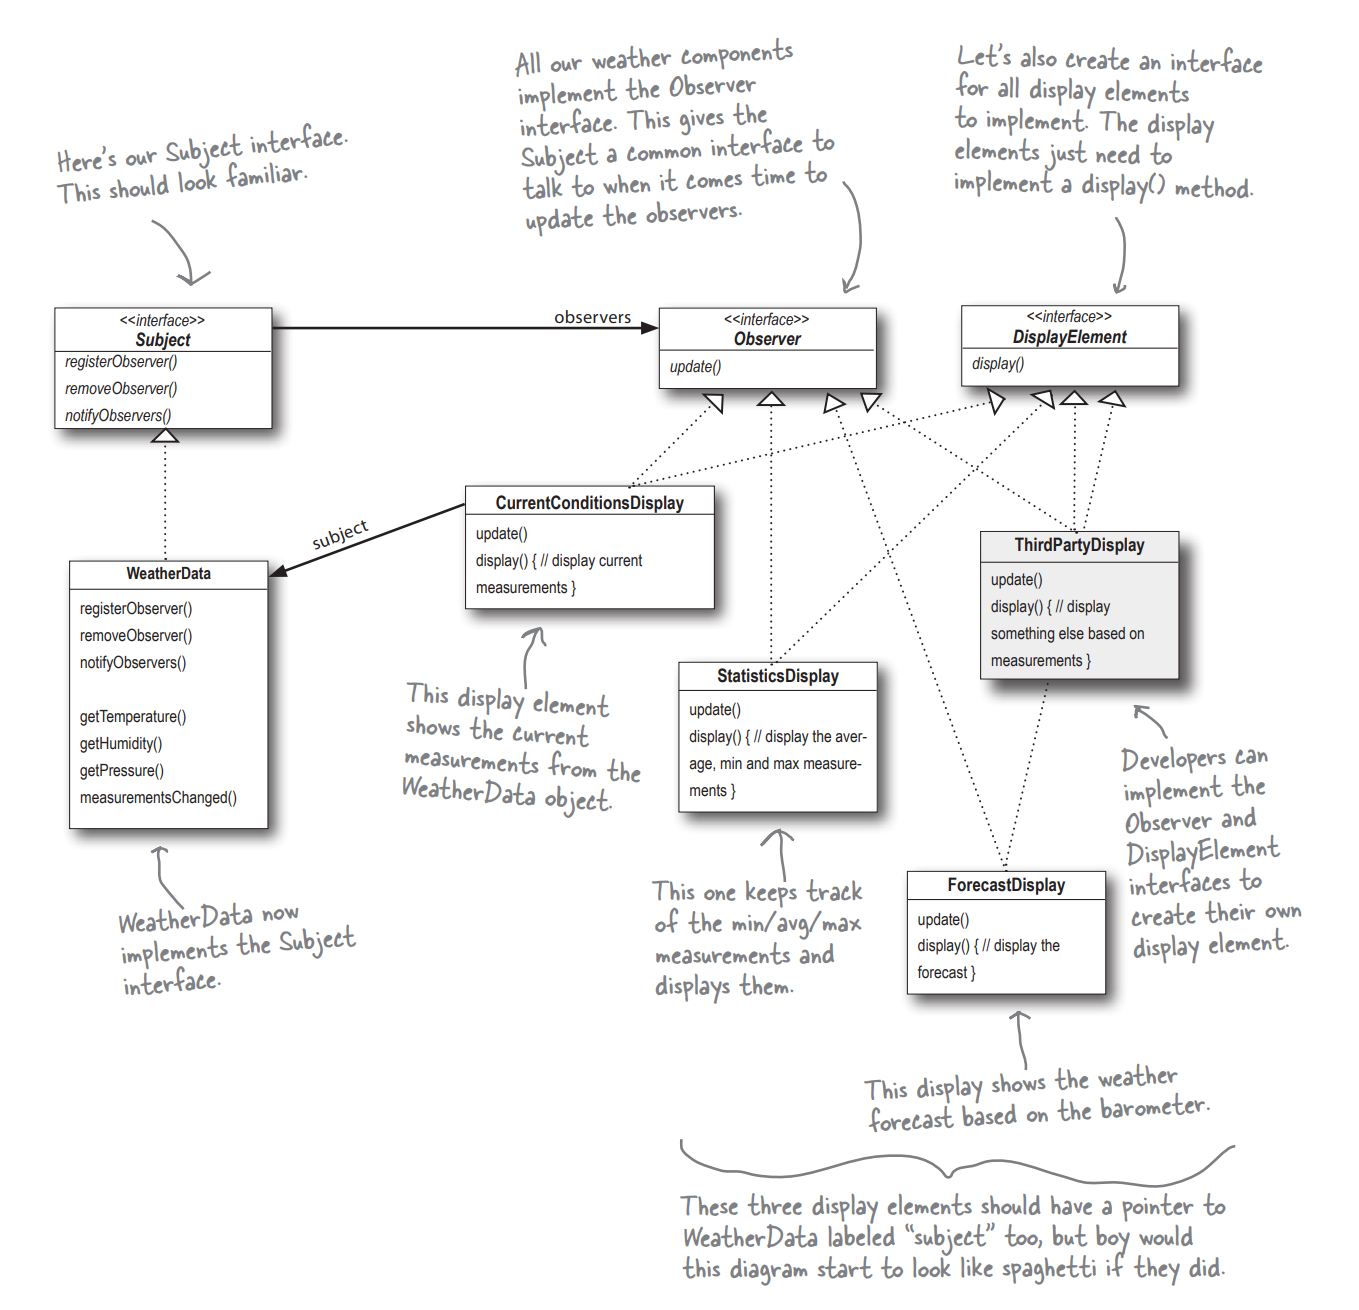 Here's our Subject interface.
This should look familiar.
All our weather components
implement the Observer
interface. This gives the
Subject a common interface to
talk to when it comes time to
update the observers.
Let's also create an interface
for all display elements
to implement. The display
elements just need to
implement a display() method.
<<interface>>
Subject
registerObserver()
removeObserver()
notifyObservers()
observers
<<interface>>
Observer
update()
<<interface>>
DisplayElement
display()
subject
CurrentConditionsDisplay
update()
display() { // display current
measurements }
WeatherData
registerObserver()
removeObserver()
notifyObservers()
getTemperature()
getHumidity()
getPressure()
measurementsChanged()
ThirdPartyDisplay
update()
display() { // display
something else based on
measurements }
StatisticsDisplay
update()
display() { // display the aver-
age, min and max measure-
ments }
This display element
shows the current
measurements from the
WeatherData object.
Developers can
implement the
Observer and
DisplayElement
interfaces to
create their own
display element.
ForecastDisplay
update()
display() { // display the
forecast }
WeatherData now
implements the Subject
interface.
This one keeps track
of the min/avg/max
measurements and
displays them.
This display shows the weather
forecast based on the barometer.
These three display elements should have a pointer to
WeatherData labeled "subject" too, but boy would
this diagram start to look like spaghetti if they did.